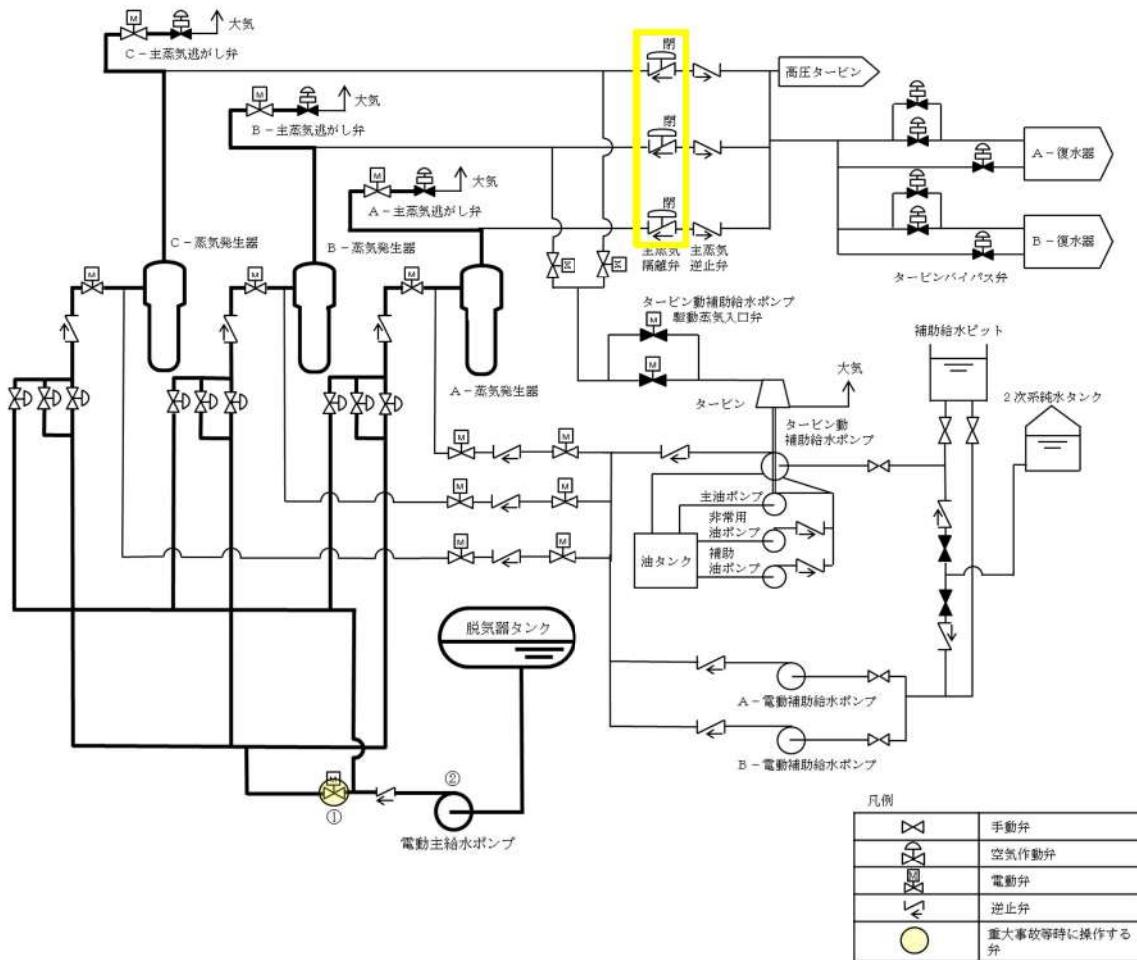 M
大気
C－主蒸気逃がし弁
M
大気
B－主蒸気逃がし弁
M
大気
A－主蒸気逃がし弁
閉
閉
閉
主蒸気
隔離弁
主蒸気
逆止弁
高圧タービン
A－復水器
B－復水器
タービンバイパス弁
C－蒸気発生器
B－蒸気発生器
A－蒸気発生器
M
M
M
M
M
タービン動補助給水ポンプ
駆動蒸気入口弁
M
M
タービン
大気
タービン動
補助給水ポンプ
補助給水ピット
2次系純水タンク
M
M
M
M
M
M
主油ポンプ
非常用
油ポンプ
補助
油ポンプ
油タンク
脱気器タンク
A－電動補助給水ポンプ
B－電動補助給水ポンプ
M
①
②
電動主給水ポンプ
凡例
手動弁
空気作動弁
M
電動弁
逆止弁
重大事故等時に操作する
弁